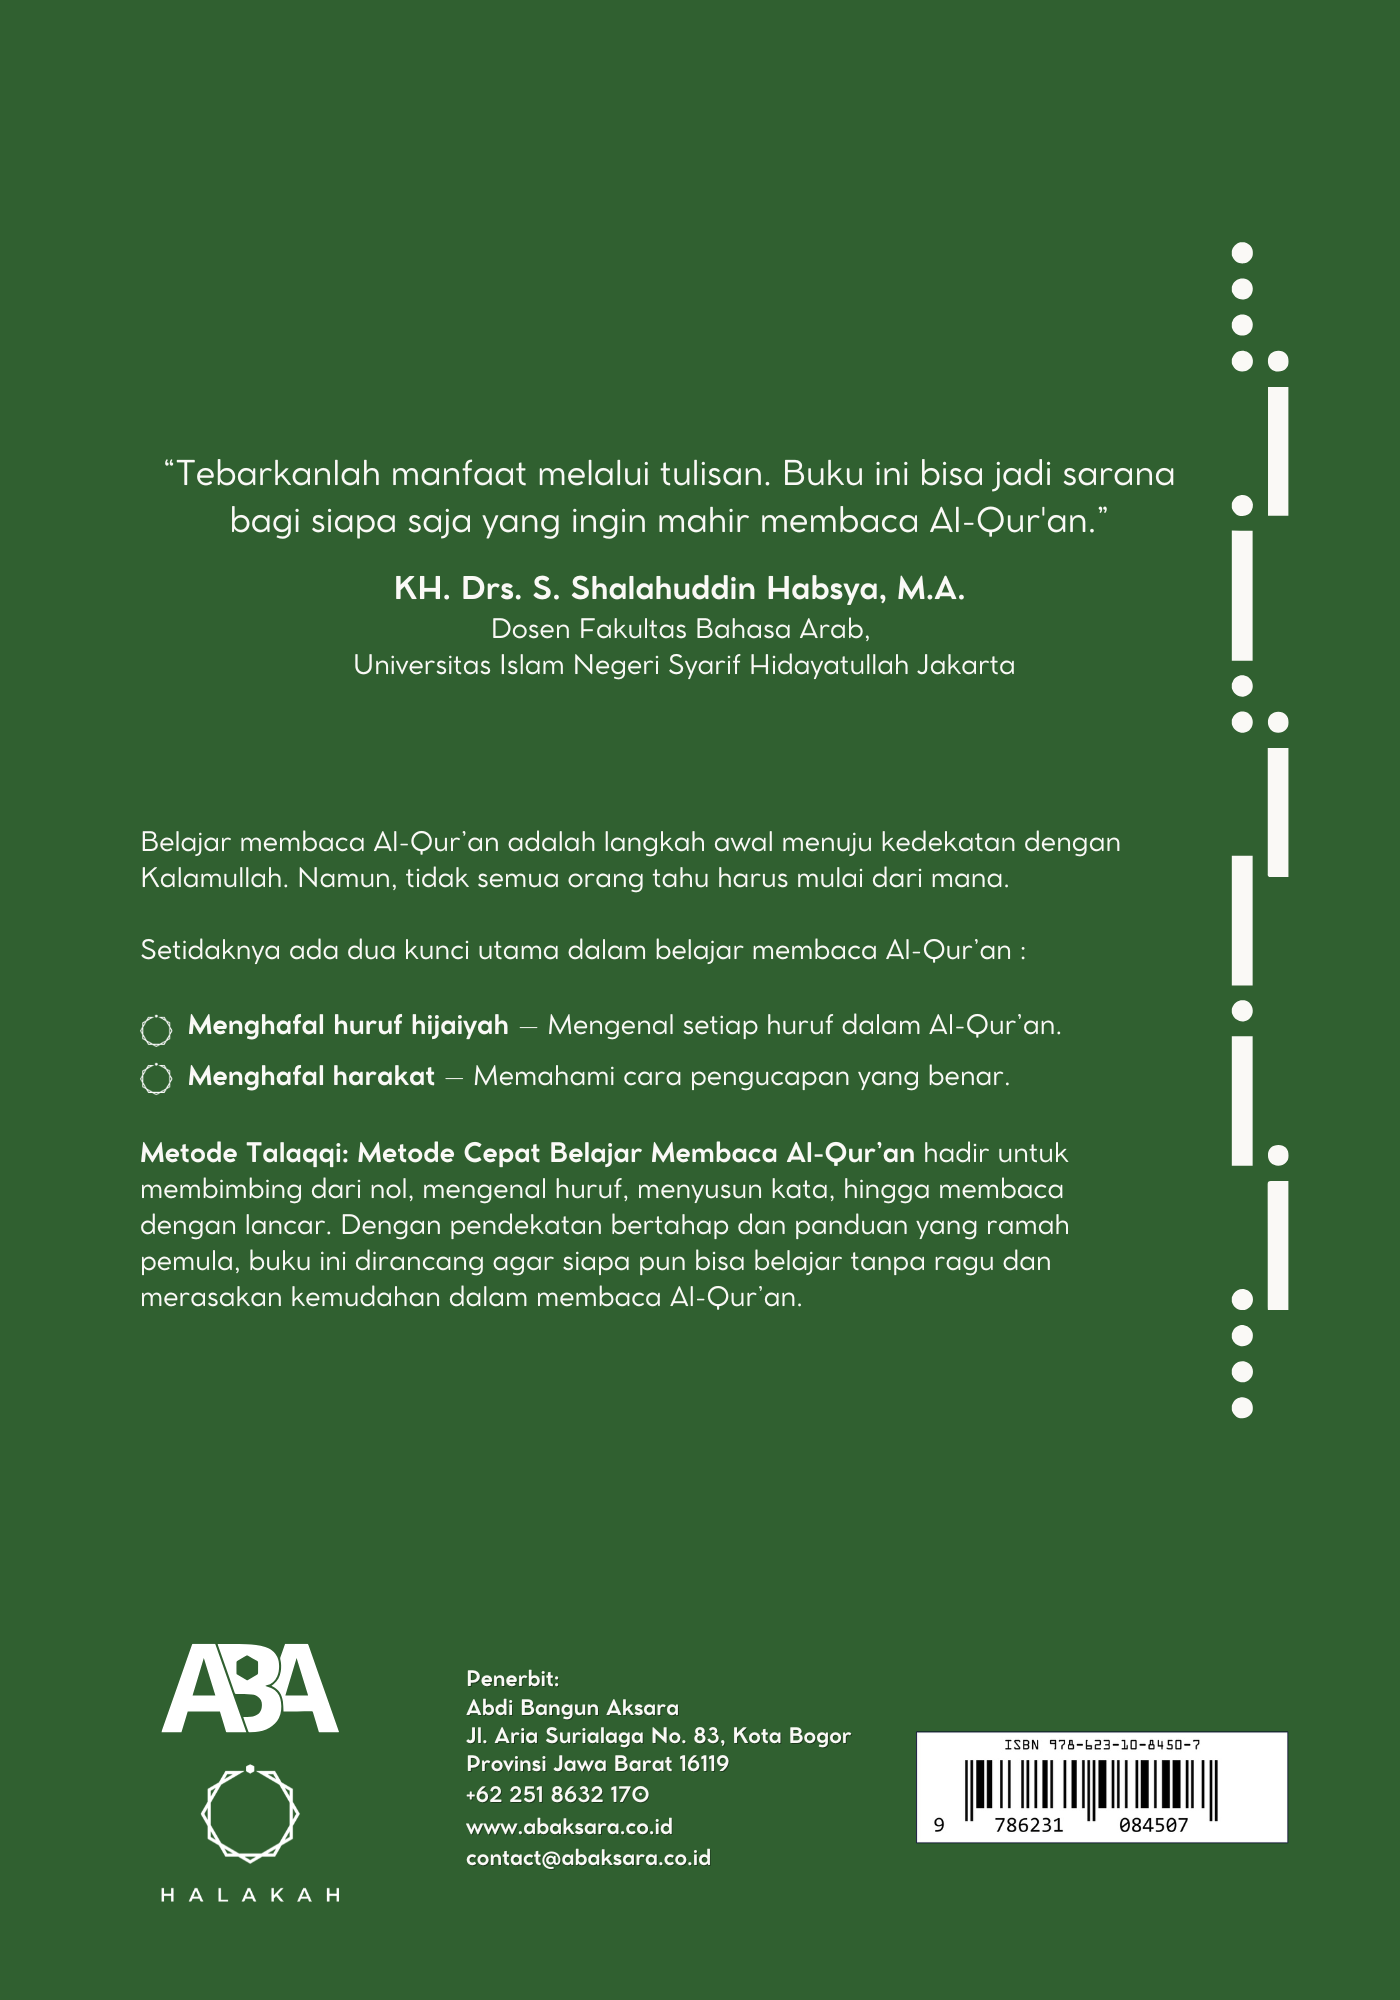 “Tebarkanlah manfaat melalui tulisan. Buku ini bisa jadi sarana
bagi siapa saja yang ingin mahir membaca Al-Qur'an.”
KH. Drs. S. Shalahuddin Habsya, M.A.
Dosen Fakultas Bahasa Arab,
Universitas Islam Negeri Syarif Hidayatullah Jakarta
Belajar membaca Al-Qur’an adalah langkah awal menuju kedekatan dengan
Kalamullah. Namun, tidak semua orang tahu harus mulai dari mana.
Setidaknya ada dua kunci utama dalam belajar membaca Al-Qur’an :
Menghafal huruf hijaiyah – Mengenal setiap huruf dalam Al-Qur’an.
Menghafal harakat – Memahami cara pengucapan yang benar.
Metode Talaqqi: Metode Cepat Belajar Membaca Al-Qur’an hadir untuk
membimbing dari nol, mengenal huruf, menyusun kata, hingga membaca
dengan lancar. Dengan pendekatan bertahap dan panduan yang ramah
pemula, buku ini dirancang agar siapa pun bisa belajar tanpa ragu dan
merasakan kemudahan dalam membaca Al-Qur’an.
ABA
HALAKAH
Penerbit:
Abdi Bangun Aksara
Jl. Aria Surialaga No. 83, Kota Bogor
Provinsi Jawa Barat 16119
+62 251 8632 170
www.abaksara.co.id
contact@abaksara.co.id
ISBN 978-623-10-8450-7
9 786231 084507